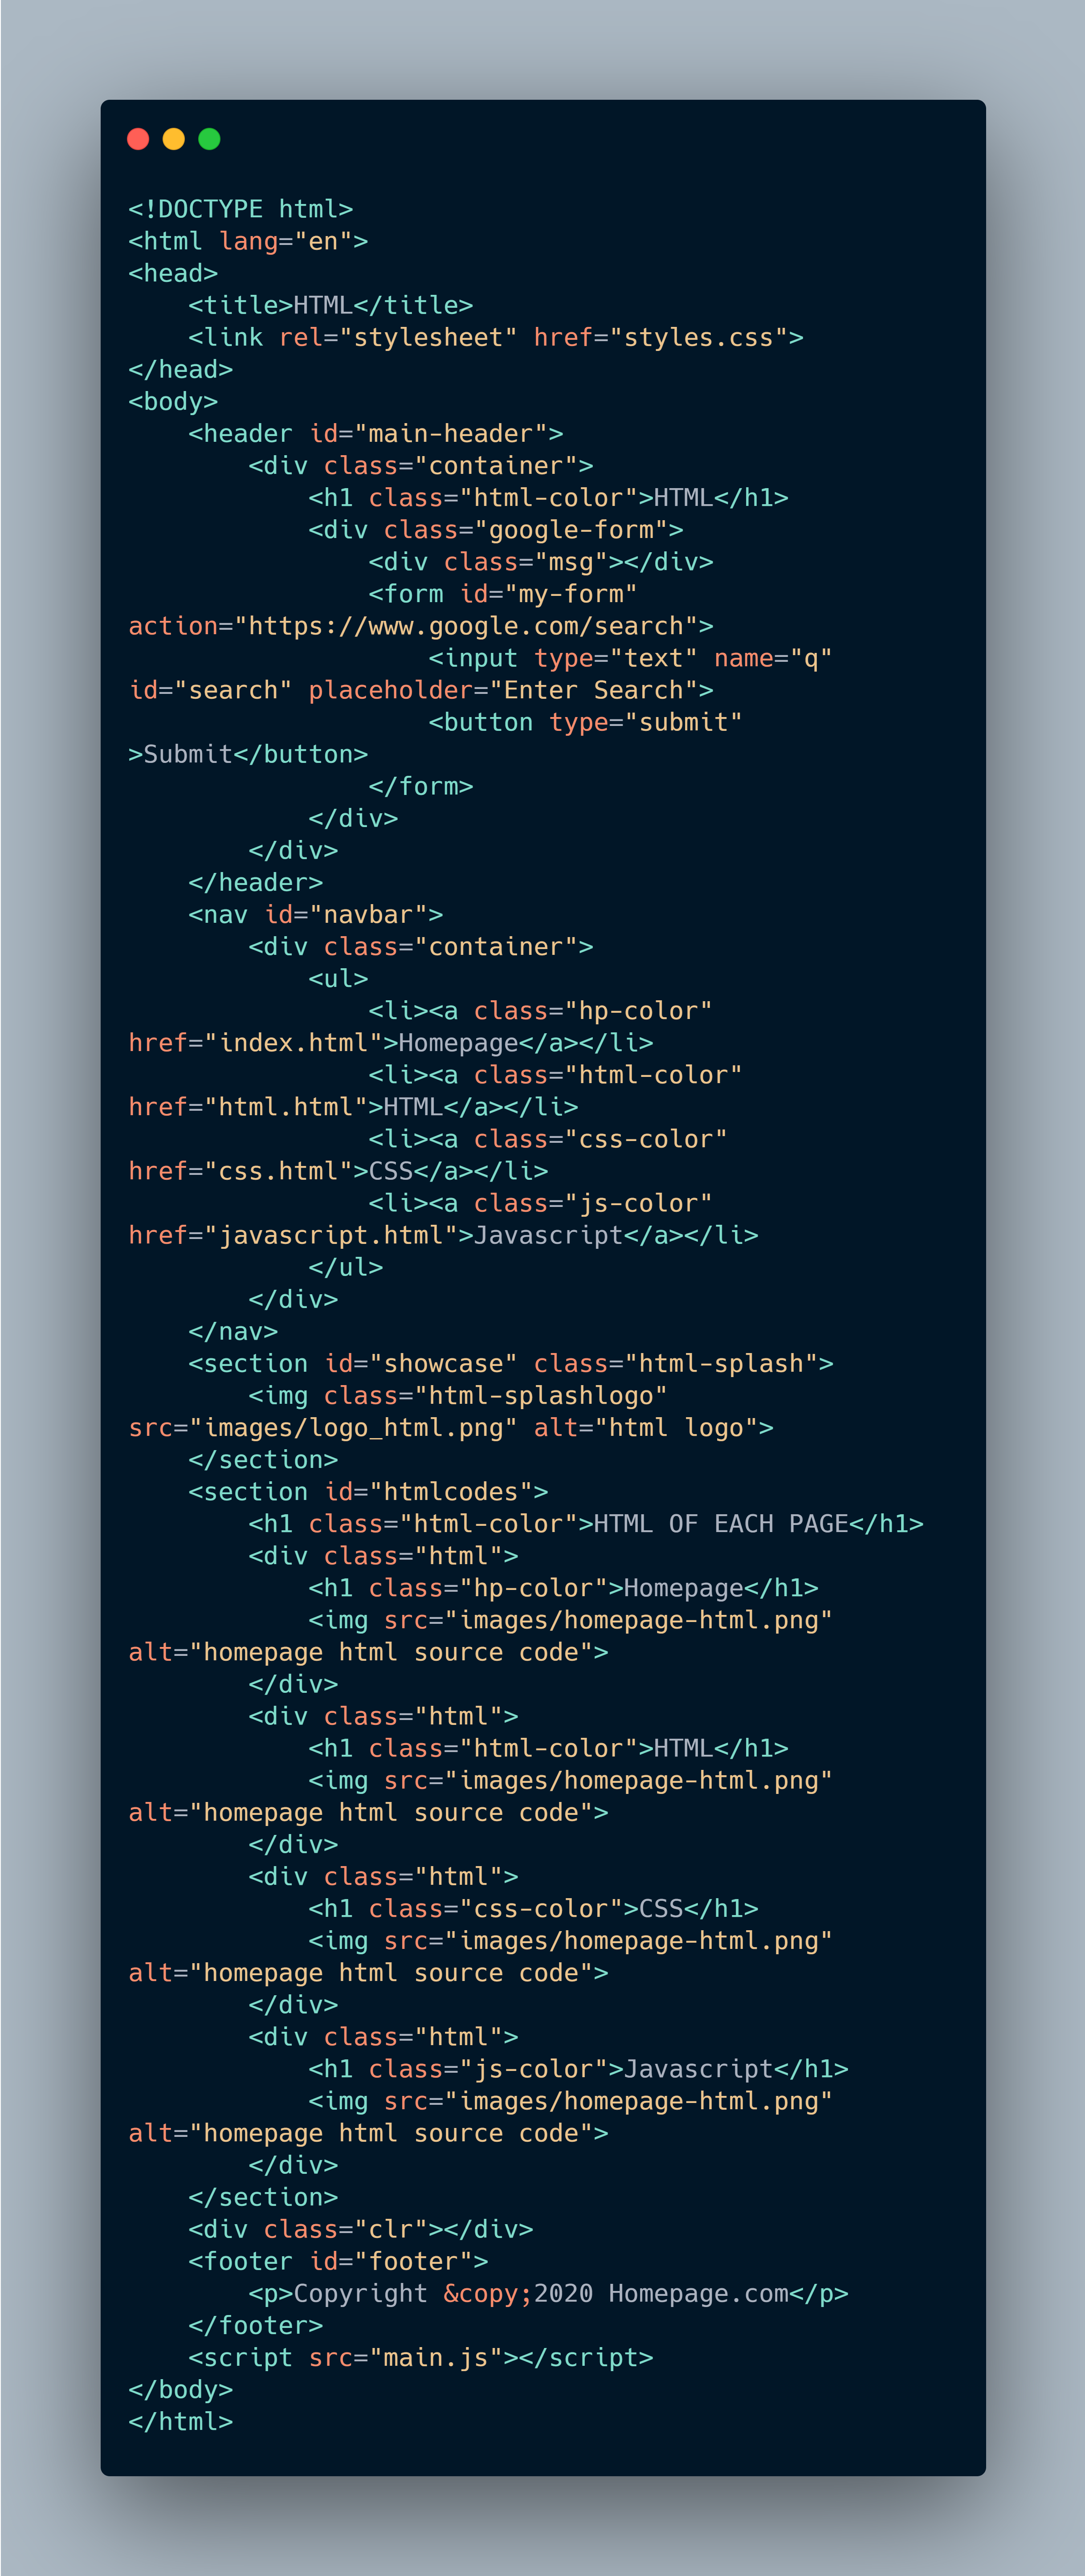 <!DOCTYPE html>
<html lang="en">
<head>
    <title>HTML</title>
    <link rel="stylesheet" href="styles.css">
</head>
<body>
    <header id="main-header">
        <div class="container">
            <h1 class="html-color">HTML</h1>
            <div class="google-form">
                <div class="msg"></div>
                <form id="my-form"
action="https://www.google.com/search">
                    <input type="text" name="q"
id="search" placeholder="Enter Search">
                    <button type="submit"
>Submit</button>
                </form>
            </div>
        </div>
    </header>
    <nav id="navbar">
        <div class="container">
            <ul>
                <li><a class="hp-color"
href="index.html">Homepage</a></li>
                <li><a class="html-color"
href="html.html">HTML</a></li>
                <li><a class="css-color"
href="css.html">CSS</a></li>
                <li><a class="js-color"
href="javascript.html">Javascript</a></li>
            </ul>
        </div>
    </nav>
    <section id="showcase" class="html-splash">
        <img class="html-splashlogo"
src="images/logo_html.png" alt="html logo">
    </section>
    <section id="htmlcodes">
        <h1 class="html-color">HTML OF EACH PAGE</h1>
        <div class="html">
            <h1 class="hp-color">Homepage</h1>
            <img src="images/homepage-html.png"
alt="homepage html source code">
        </div>
        <div class="html">
            <h1 class="html-color">HTML</h1>
            <img src="images/homepage-html.png"
alt="homepage html source code">
        </div>
        <div class="html">
            <h1 class="css-color">CSS</h1>
            <img src="images/homepage-html.png"
alt="homepage html source code">
        </div>
        <div class="html">
            <h1 class="js-color">Javascript</h1>
            <img src="images/homepage-html.png"
alt="homepage html source code">
        </div>
    </section>
    <div class="clr"></div>
    <footer id="footer">
        <p>Copyright &copy;2020 Homepage.com</p>
    </footer>
    <script src="main.js"></script>
</body>
</html>